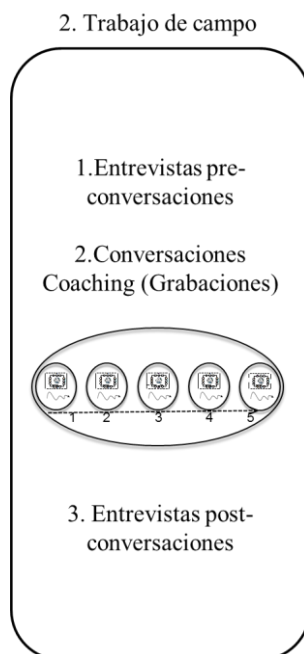 2. Trabajo de campo
1.Entrevistas pre-
conversaciones
2.Conversaciones
Coaching (Grabaciones)
1 2 3 4 5
3. Entrevistas post-
conversaciones